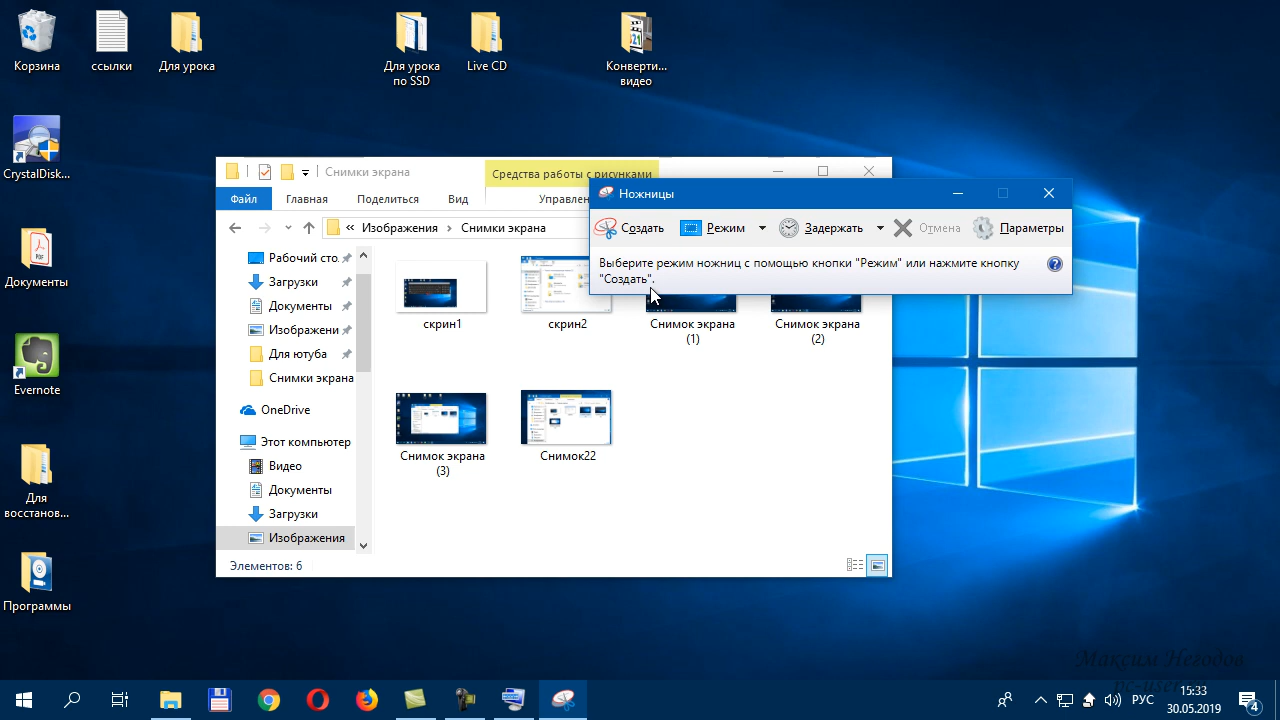 Корзина
ссылки
Для урока
Для урока
по SSD
Live CD
Конверти...
видео
CrystalDisk...
Документы
Evernote
Для
восстанов...
Программы
Снимки экрана
Средства работы с рисунками
Файл
Главная
Поделиться
Вид
Управлен
« Изображения › Снимки экрана
Рабочий сто.
Загрузки
Документы
Изображени
Для ютуба
Снимки экрана
OneDrive
Этот компьютер
Видео
Документы
Загрузки
Изображения
скрин1
скрин2
Снимок экрана
(1)
Снимок экрана
(2)
Снимок экрана
(3)
Снимок22
Элементов: 6
Ножницы
Создать
Режим
Задержать
Отмена
Параметры
Выберите режим ножниц с помощью кнопки "Режим" или нажмите кнопку
"Создать".
Максим Негодов
РУС
15:33
30.05.2019
4